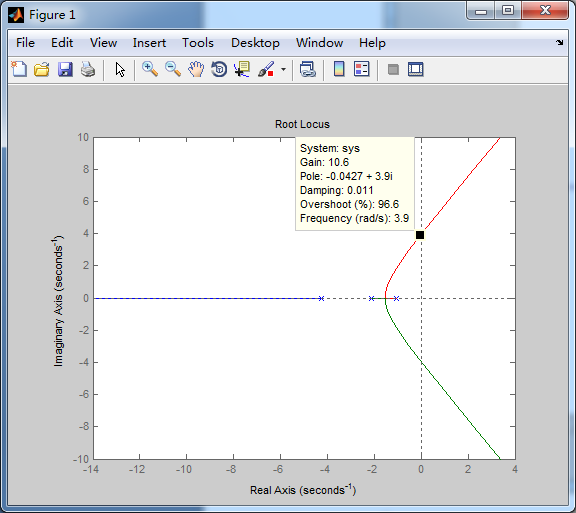 Figure 1
File Edit View Insert Tools Desktop Window Help
Root Locus
System: sys
Gain: 10.6
Pole: -0.0427 + 3.9i
Damping: 0.011
Overshoot (%): 96.6
Frequency (rad/s): 3.9
10
8
6
4
2
0
-2
-4
-6
-8
-10
Imaginary Axis (seconds⁻¹)
-14 -12 -10 -8 -6 -4 -2 0 2 4
Real Axis (seconds⁻¹)